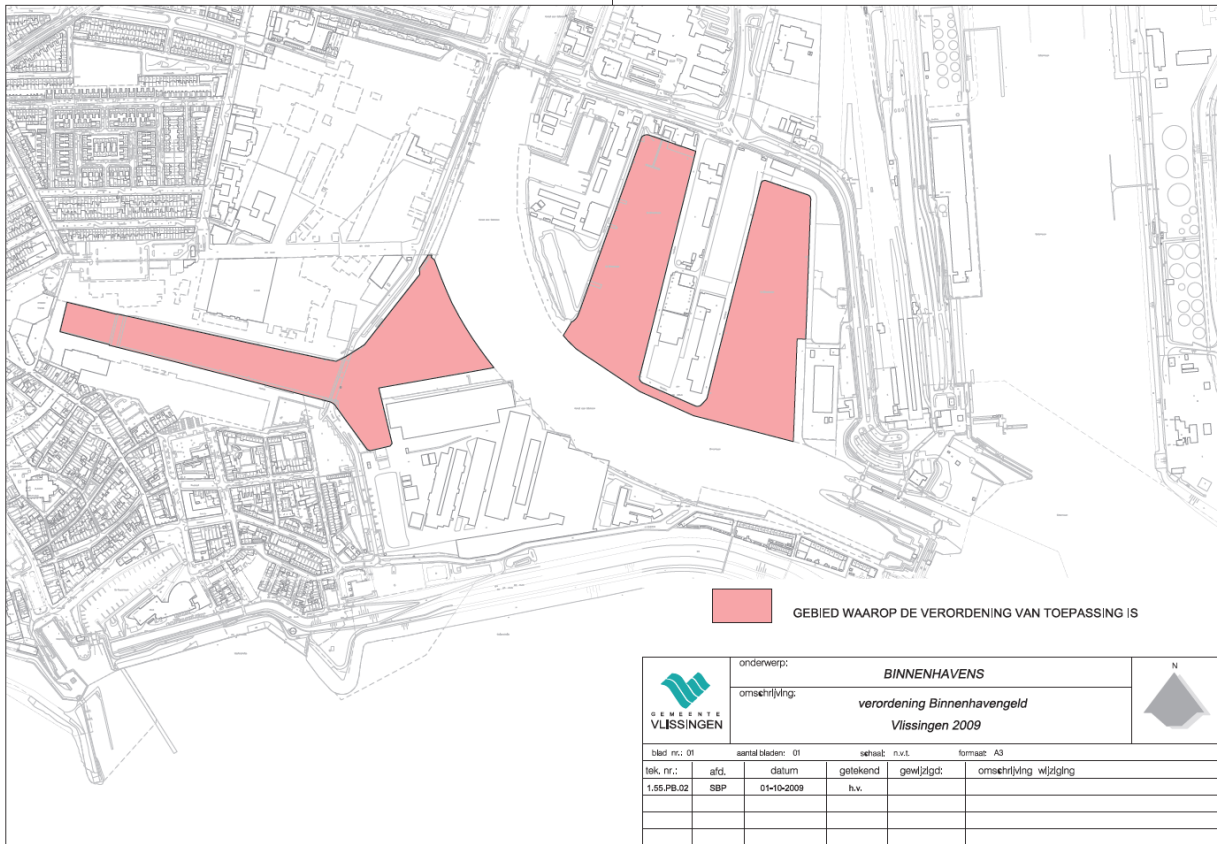 GEBIED WAAROP DE VERORDENING VAN TOEPASSING IS
GEMEENTE
VLISSINGEN
onderwerp:
BINNENHAVENS
omschrijving:
verordening Binnenhavengeld
Vlissingen 2009
N
blad nr.: 01 aantal bladen: 01 schaal: n.v.t. formaat: A3
tek. nr.: afd. datum getekend gewijzigd: omschrijving wijziging
1.55.PB.02 SBP 01-10-2009 h.v.